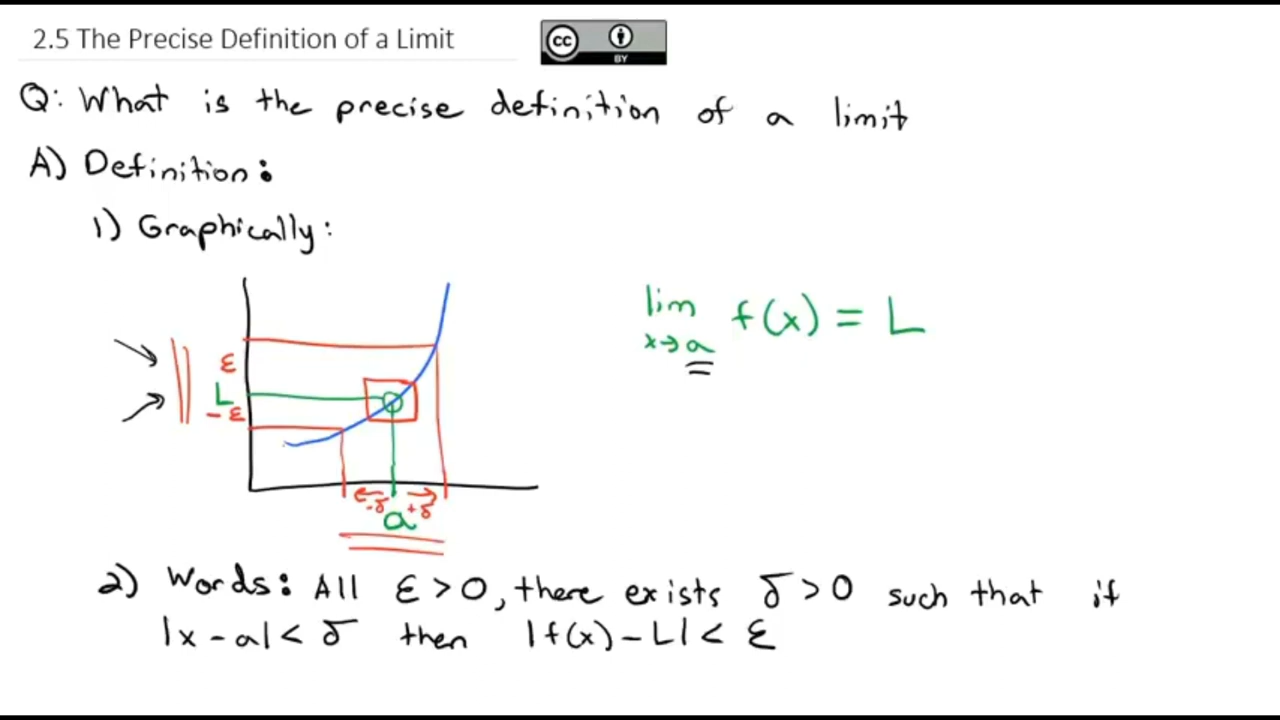 2.5 The Precise Definition of a Limit
cc BY
Q: What is the precise definition of a limit
A) Definition:
1) Graphically:
lim f(x) = L
x→a
ε
L
-ε
-δ +δ
a
2) Words: All ε > 0, there exists δ > 0 such that if
|x - a| < δ then |f(x) - L| < ε